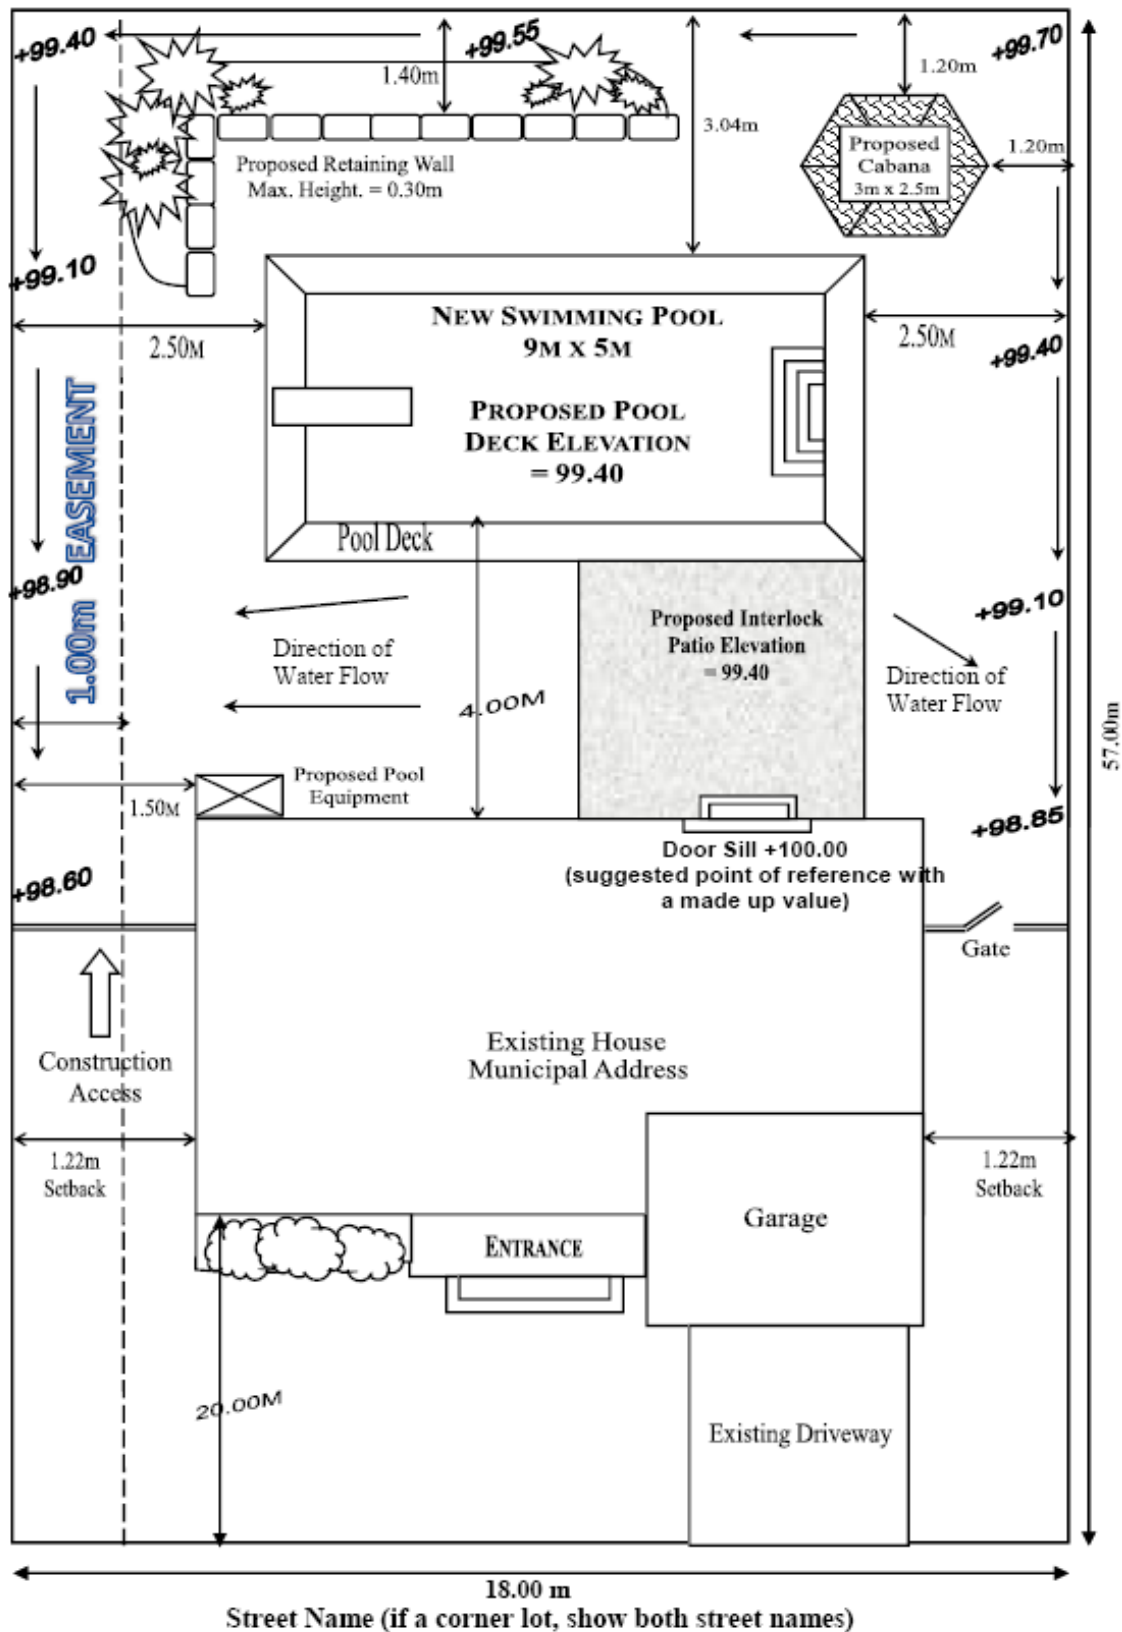 +99.40
+99.55
+99.70
1.40m
1.20m
3.04m
1.20m
Proposed
Cabana
3m x 2.5m
Proposed Retaining Wall
Max. Height. = 0.30m
+99.10
2.50M
2.50M
+99.40
NEW SWIMMING POOL
9M X 5M
PROPOSED POOL
DECK ELEVATION
= 99.40
Pool Deck
1.00m EASEMENT
+98.90
+99.10
Proposed Interlock
Patio Elevation
= 99.40
Direction of
Water Flow
Direction of
Water Flow
4.00M
57.00m
Proposed Pool
Equipment
1.50M
+98.85
Door Sill +100.00
(suggested point of reference with
a made up value)
+98.60
Gate
Construction
Access
Existing House
Municipal Address
1.22m
Setback
1.22m
Setback
Garage
ENTRANCE
20.00M
Existing Driveway
18.00 m
Street Name (if a corner lot, show both street names)